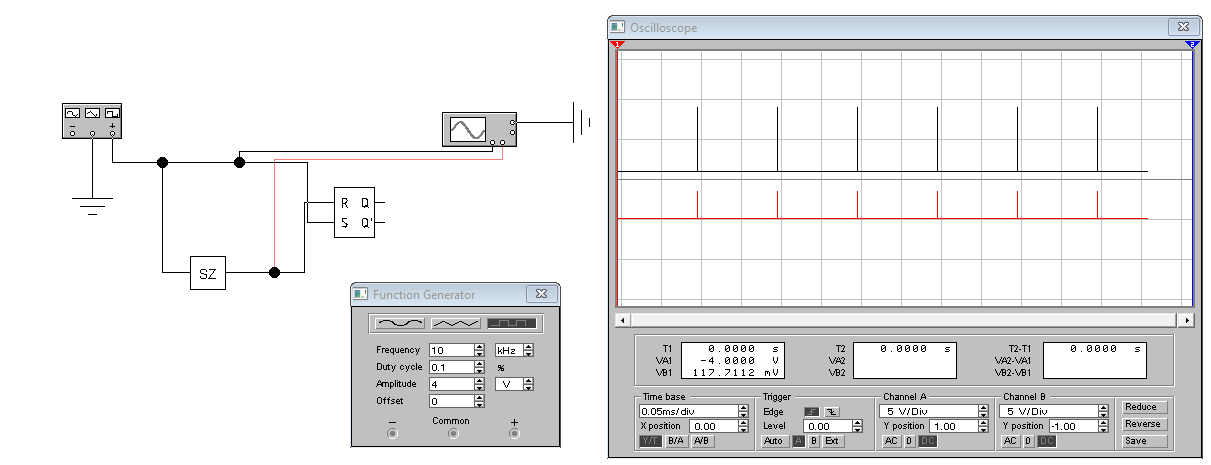 Oscilloscope
1
2
− +
R Q
S Q'
SZ
Function Generator
Frequency 10 kHz
Duty cycle 0.1 %
Amplitude 4 V
Offset 0
− Common +
T1 0.0000 s T2 0.0000 s T2-T1 0.0000 s
VA1 -4.0000 V VA2 VA2-VA1
VB1 117.7112 mV VB2 VB2-VB1
Time base Trigger Channel A Channel B
0.05ms/div Edge 5 V/Div 5 V/Div Reduce
X position 0.00 Level 0.00 Y position 1.00 Y position -1.00 Reverse
Y/T B/A A/B Auto A B Ext AC 0 DC AC 0 DC Save